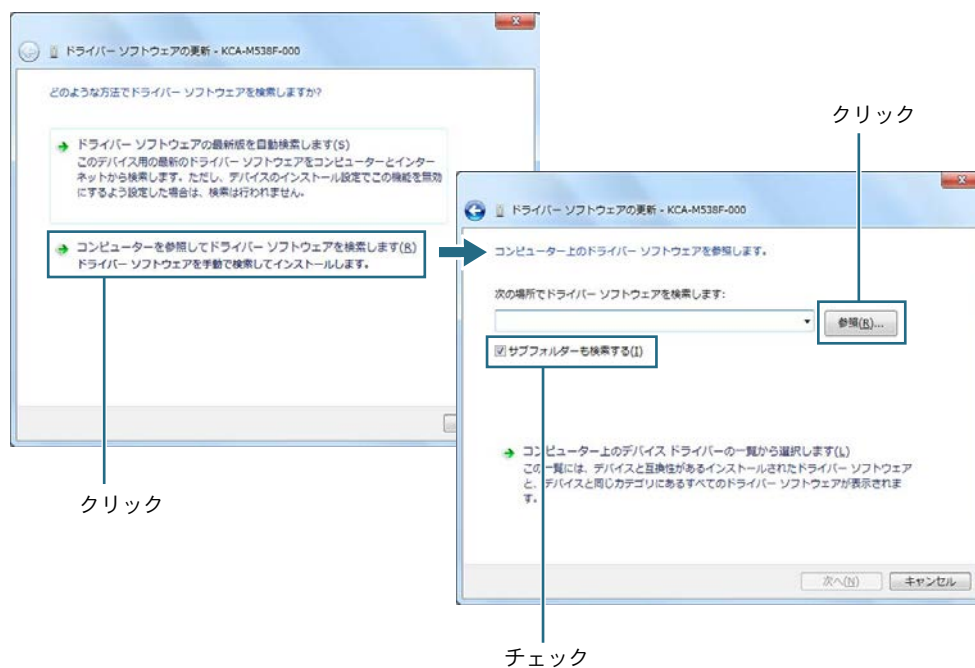 ドライバー ソフトウェアの更新 - KCA-M538F-000
どのような方法でドライバー ソフトウェアを検索しますか?
ドライバー ソフトウェアの最新版を自動検索します(S)
このデバイス用の最新のドライバー ソフトウェアをコンピューターとインター
ネットから検索します。ただし、デバイスのインストール設定でこの機能を無効
にするよう設定した場合は、検索は行われません。
コンピューターを参照してドライバー ソフトウェアを検索します(R)
ドライバー ソフトウェアを手動で検索してインストールします。
クリック
クリック
ドライバー ソフトウェアの更新 - KCA-M538F-000
コンピューター上のドライバー ソフトウェアを参照します。
次の場所でドライバー ソフトウェアを検索します:
参照(R)...
サブフォルダーも検索する(I)
コンピューター上のデバイス ドライバーの一覧から選択します(L)
この一覧には、デバイスと互換性があるインストールされたドライバー ソフトウェア
と、デバイスと同じカテゴリにあるすべてのドライバー ソフトウェアが表示されま
す。
次へ(N)
キャンセル
チェック